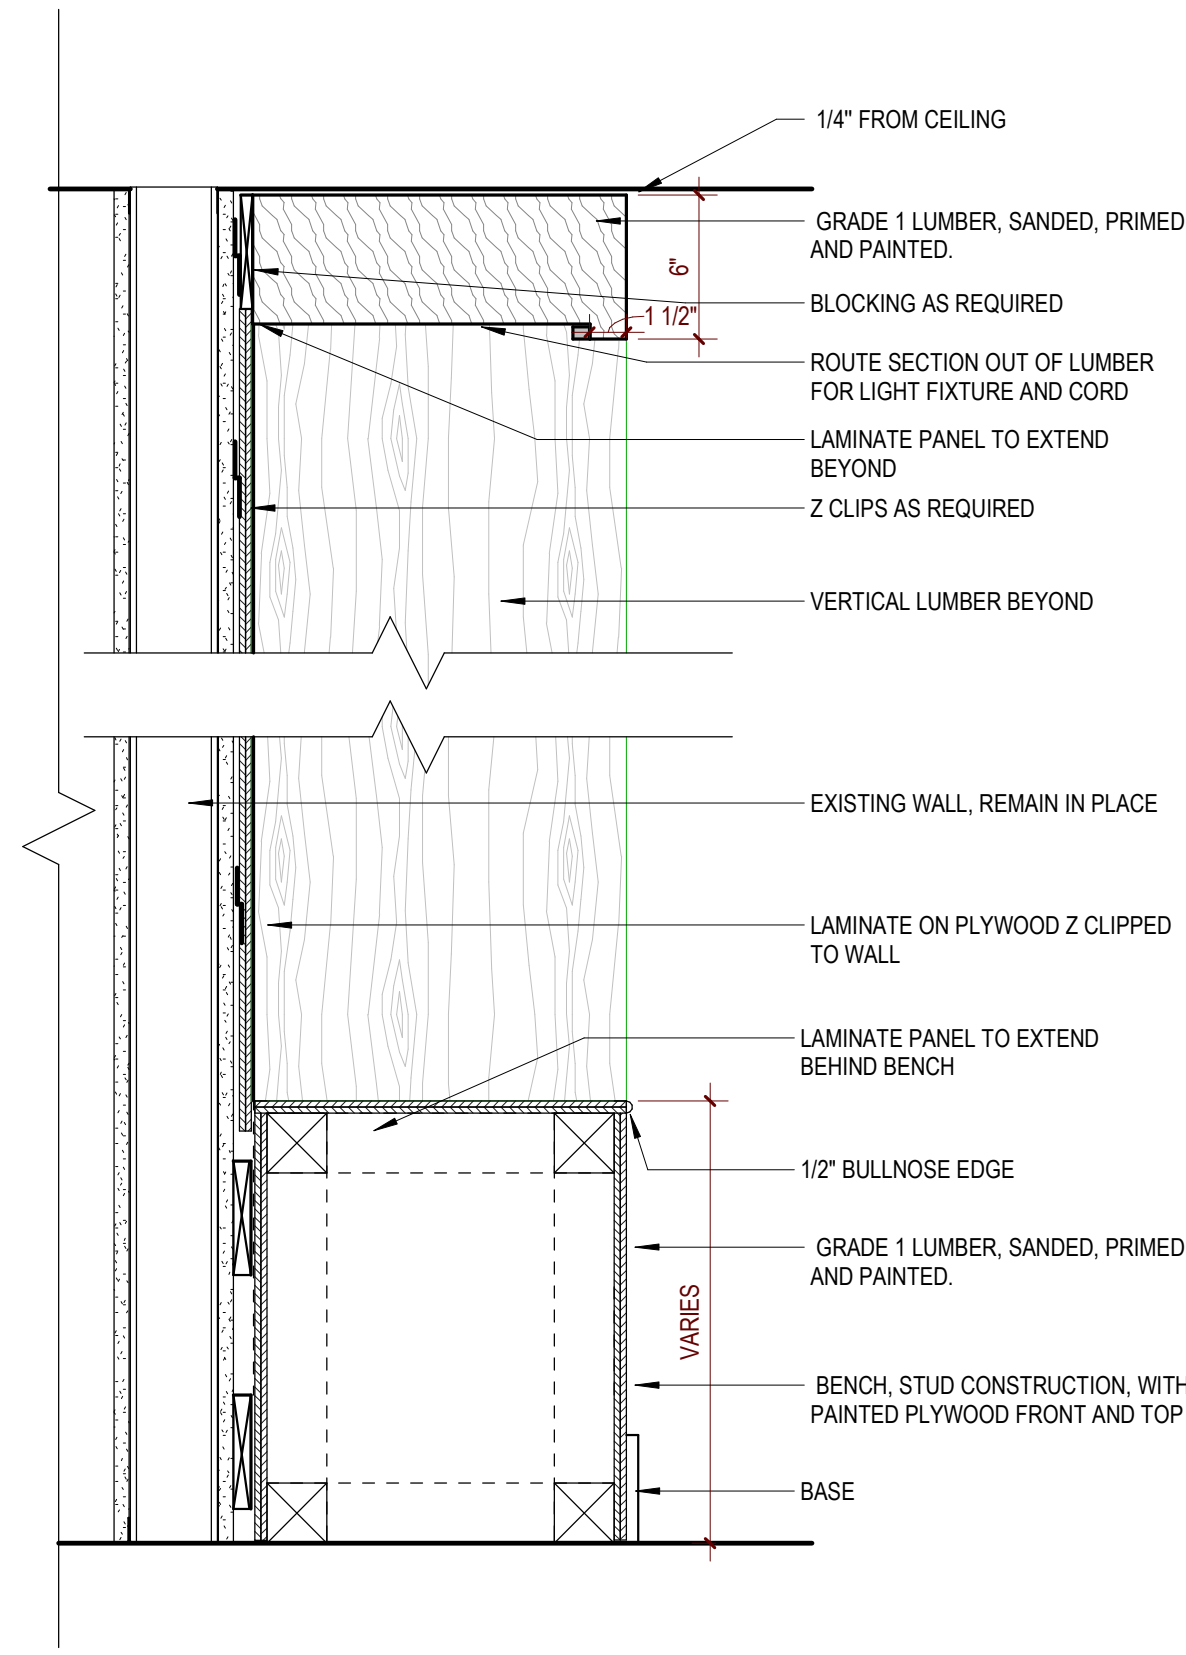 1/4" FROM CEILING
GRADE 1 LUMBER, SANDED, PRIMED
AND PAINTED.
6"
BLOCKING AS REQUIRED
1 1/2"
ROUTE SECTION OUT OF LUMBER
FOR LIGHT FIXTURE AND CORD
LAMINATE PANEL TO EXTEND
BEYOND
Z CLIPS AS REQUIRED
VERTICAL LUMBER BEYOND
EXISTING WALL, REMAIN IN PLACE
LAMINATE ON PLYWOOD Z CLIPPED
TO WALL
LAMINATE PANEL TO EXTEND
BEHIND BENCH
1/2" BULLNOSE EDGE
GRADE 1 LUMBER, SANDED, PRIMED
AND PAINTED.
VARIES
BENCH, STUD CONSTRUCTION, WITH
PAINTED PLYWOOD FRONT AND TOP
BASE